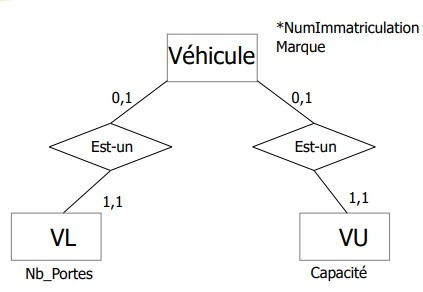 *NumImmatriculation
Marque
Véhicule
0,1
0,1
Est-un
Est-un
1,1
1,1
VL
VU
Nb_Portes
Capacité